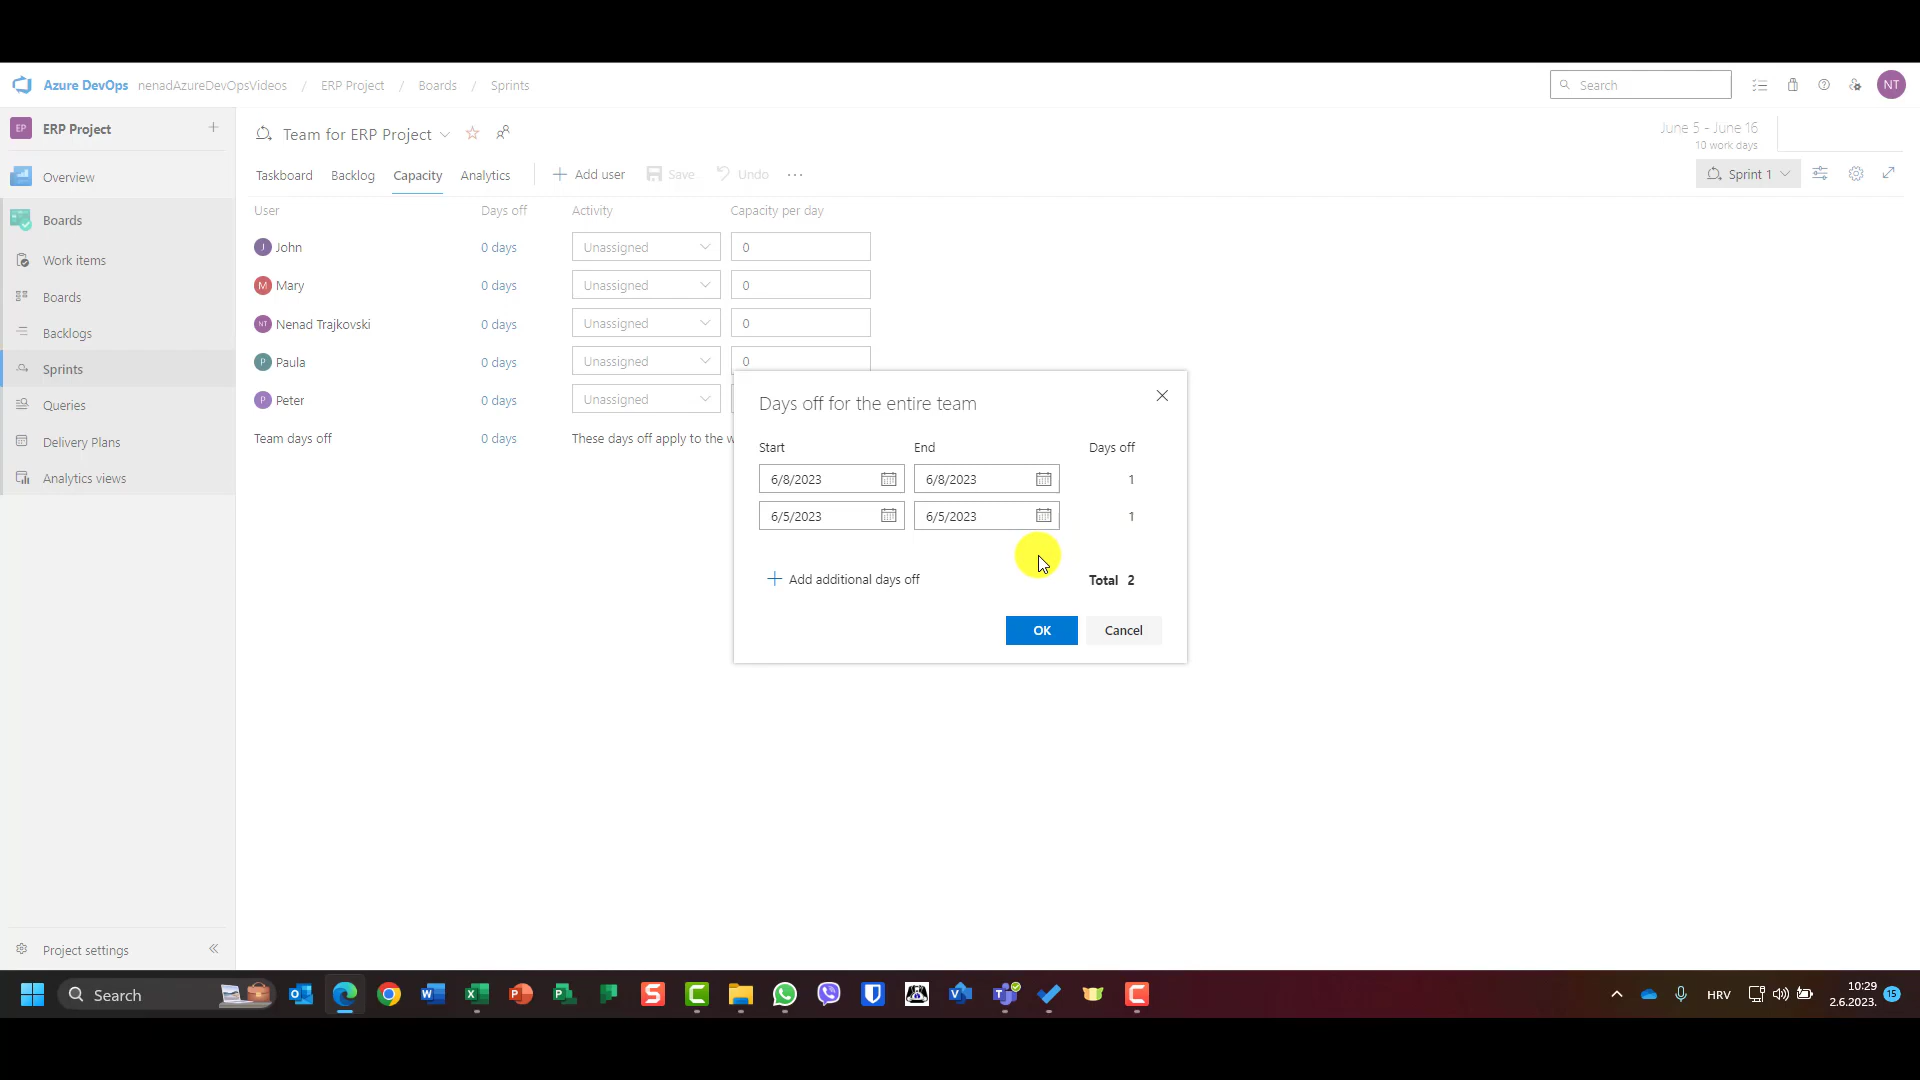 Azure DevOps nenadAzureDevOpsVideos / ERP Project / Boards / Sprints
Search
NT
EP ERP Project
Team for ERP Project
June 5 - June 16
10 work days
Taskboard Backlog Capacity Analytics Add user Save Undo
Sprint 1
Overview
Boards
Work items
Boards
Backlogs
Sprints
Queries
Delivery Plans
Analytics views
Project settings
User Days off Activity Capacity per day
J John 0 days Unassigned 0
M Mary 0 days Unassigned 0
NT Nenad Trajkovski 0 days Unassigned 0
P Paula 0 days Unassigned 0
P Peter 0 days Unassigned
Team days off 0 days These days off apply to the w
Days off for the entire team
Start End Days off
6/8/2023 6/8/2023 1
6/5/2023 6/5/2023 1
Add additional days off Total 2
OK Cancel
Search
HRV
10:29
2.6.2023.
15